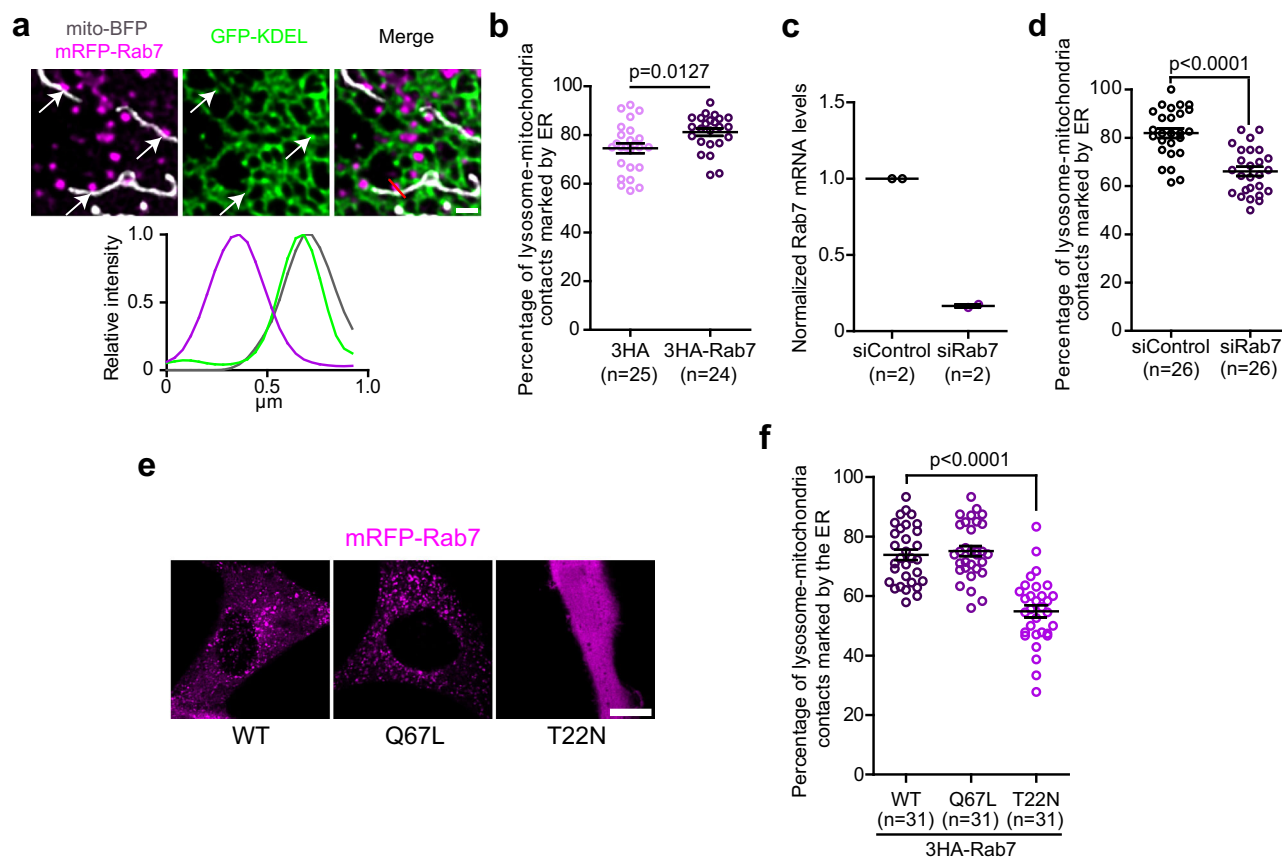 a
mito-BFP
mRFP-Rab7
GFP-KDEL
Merge
Relative intensity
1.0
0.5
0
0
0.5
1.0
µm
b
p=0.0127
Percentage of lysosome-mitochondria
contacts marked by ER
100
80
60
40
20
0
3HA
3HA-Rab7
(n=25)
(n=24)
c
Normalized Rab7 mRNA levels
1.5
1.0
0.5
0
siControl
siRab7
(n=2)
(n=2)
d
p<0.0001
Percentage of lysosome-mitochondria
contacts marked by ER
100
80
60
40
20
0
siControl
siRab7
(n=26)
(n=26)
e
mRFP-Rab7
WT
Q67L
T22N
f
p<0.0001
Percentage of lysosome-mitochondria
contacts marked by the ER
100
80
60
40
20
0
WT
Q67L
T22N
(n=31)
(n=31)
(n=31)
3HA-Rab7